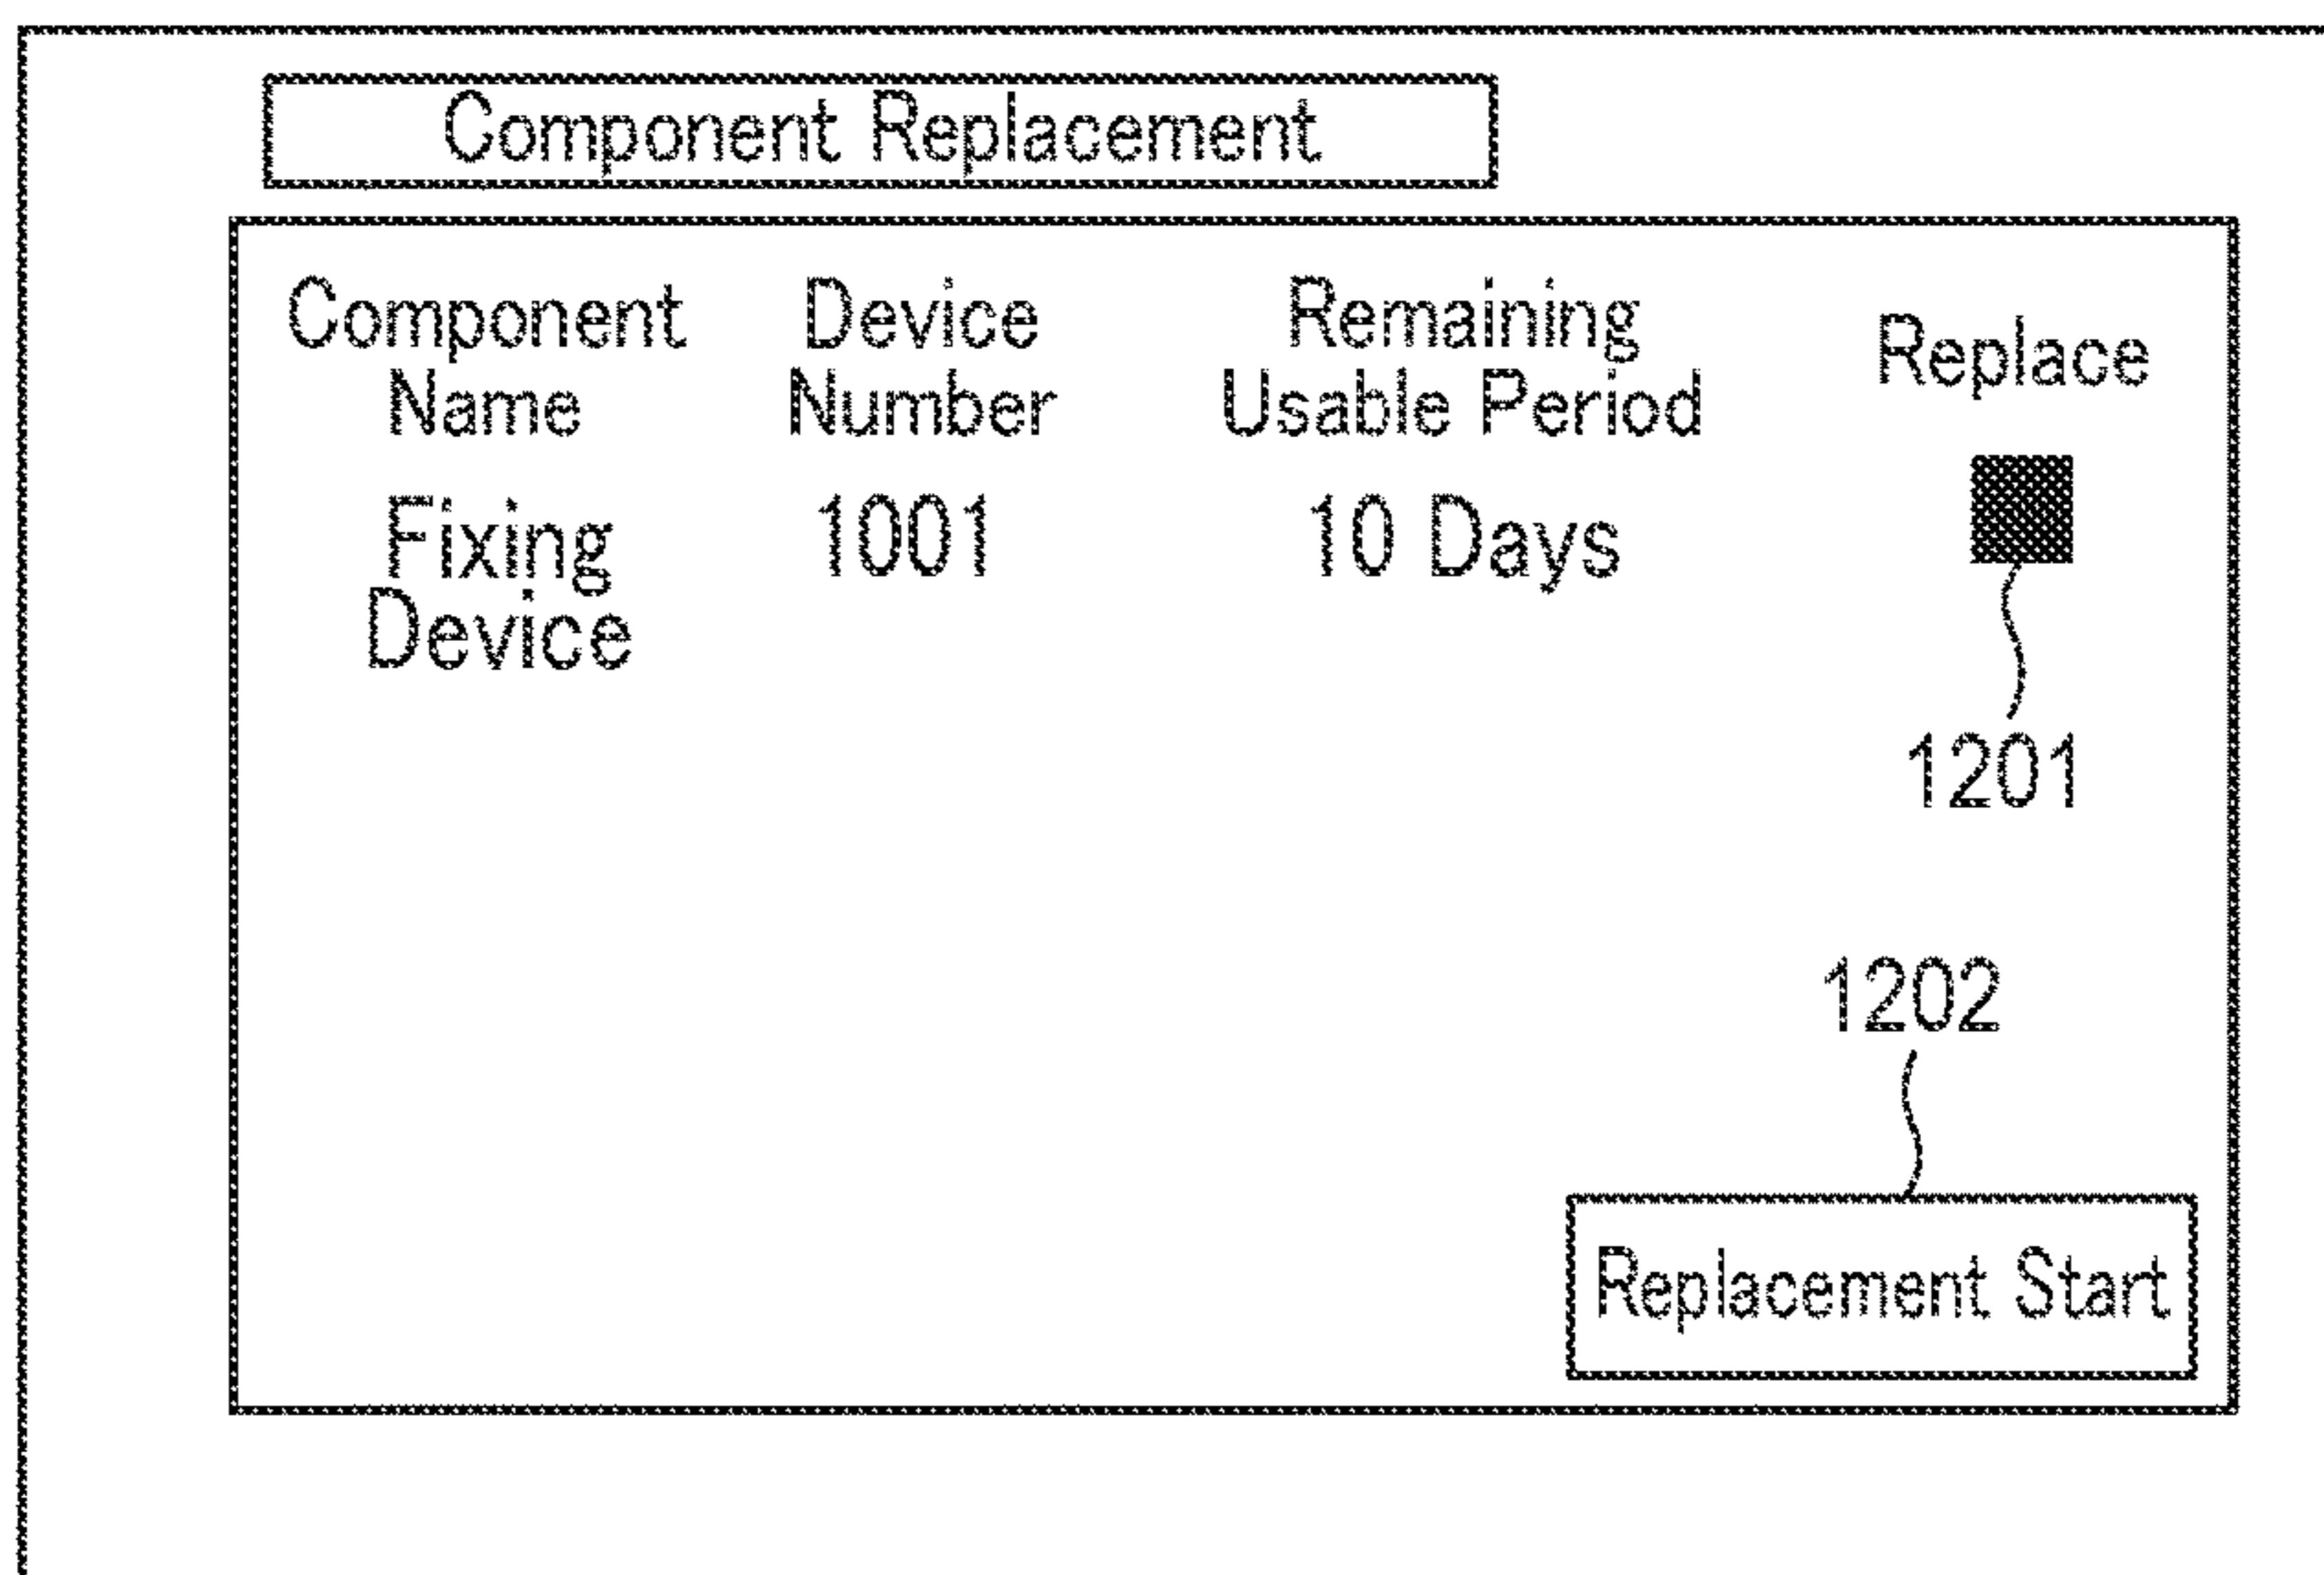 Component Replacement
Component Name
Device Number
Remaining Usable Period
Replace
Fixing Device
1001
10 Days
1201
1202
Replacement Start